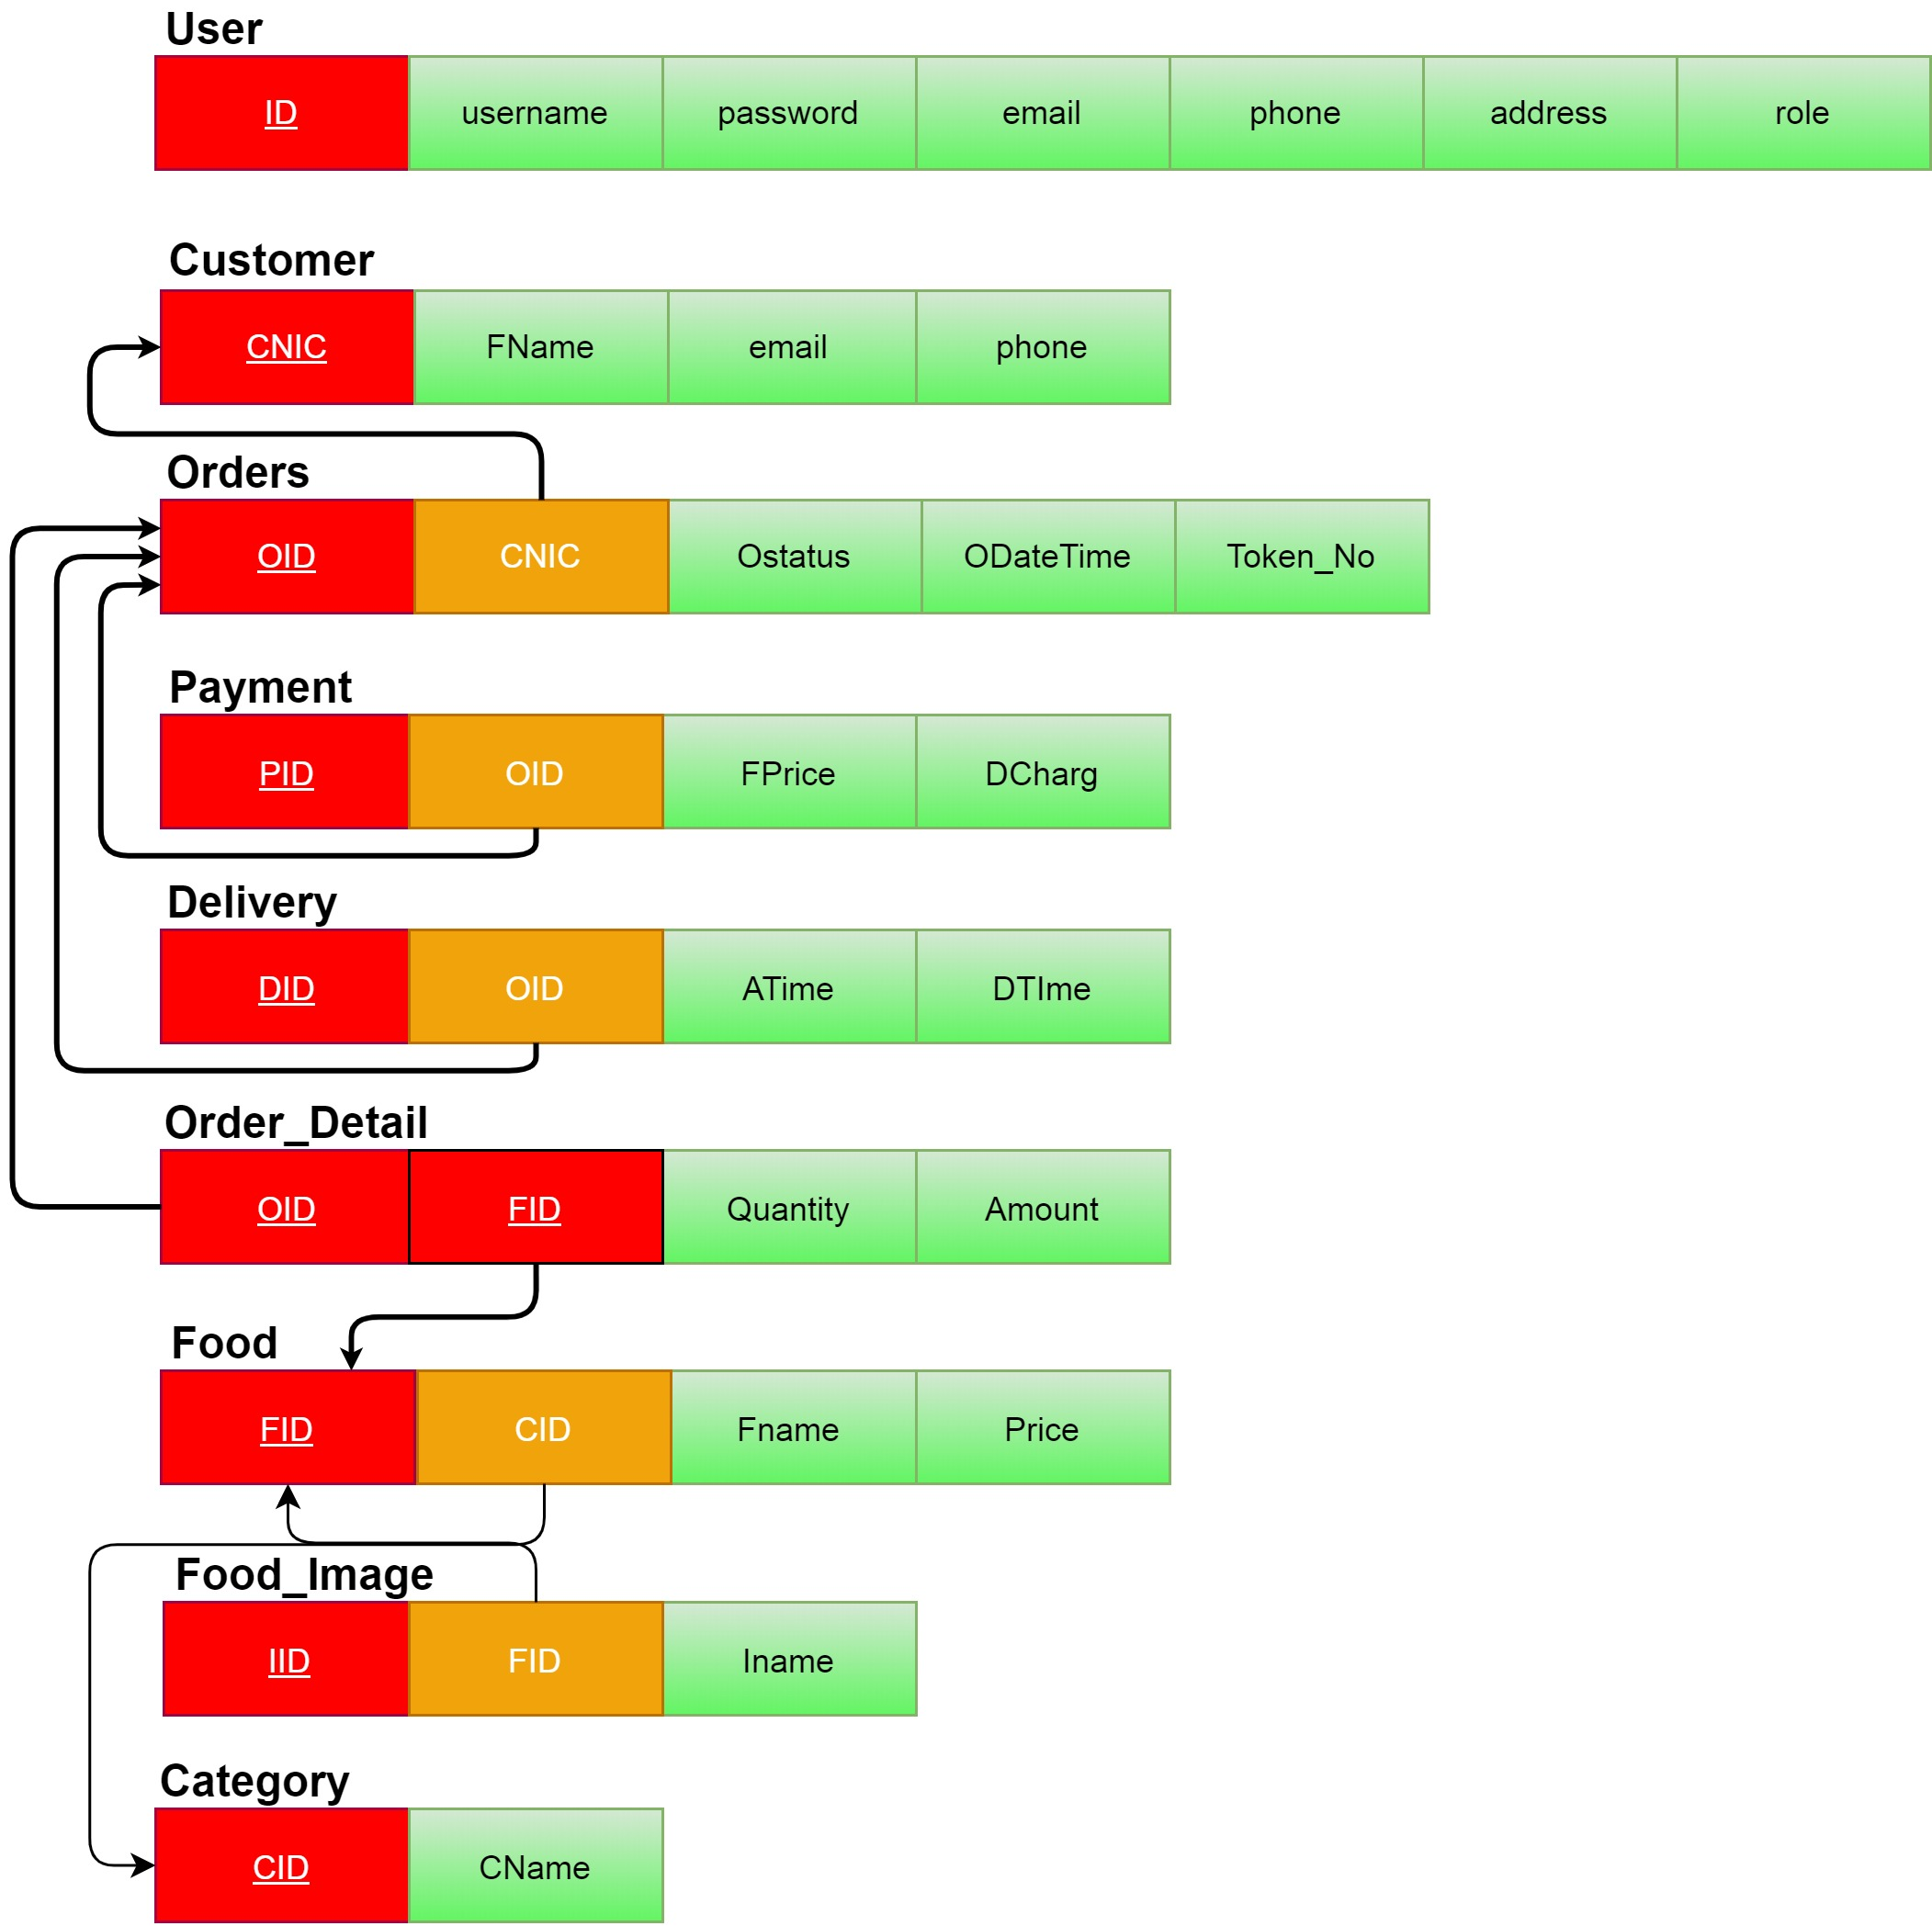 User
ID username password email phone address role
Customer
CNIC FName email phone
Orders
OID CNIC Ostatus ODateTime Token_No
Payment
PID OID FPrice DCharg
Delivery
DID OID ATime DTIme
Order_Detail
OID FID Quantity Amount
Food
FID CID Fname Price
Food_Image
IID FID Iname
Category
CID CName